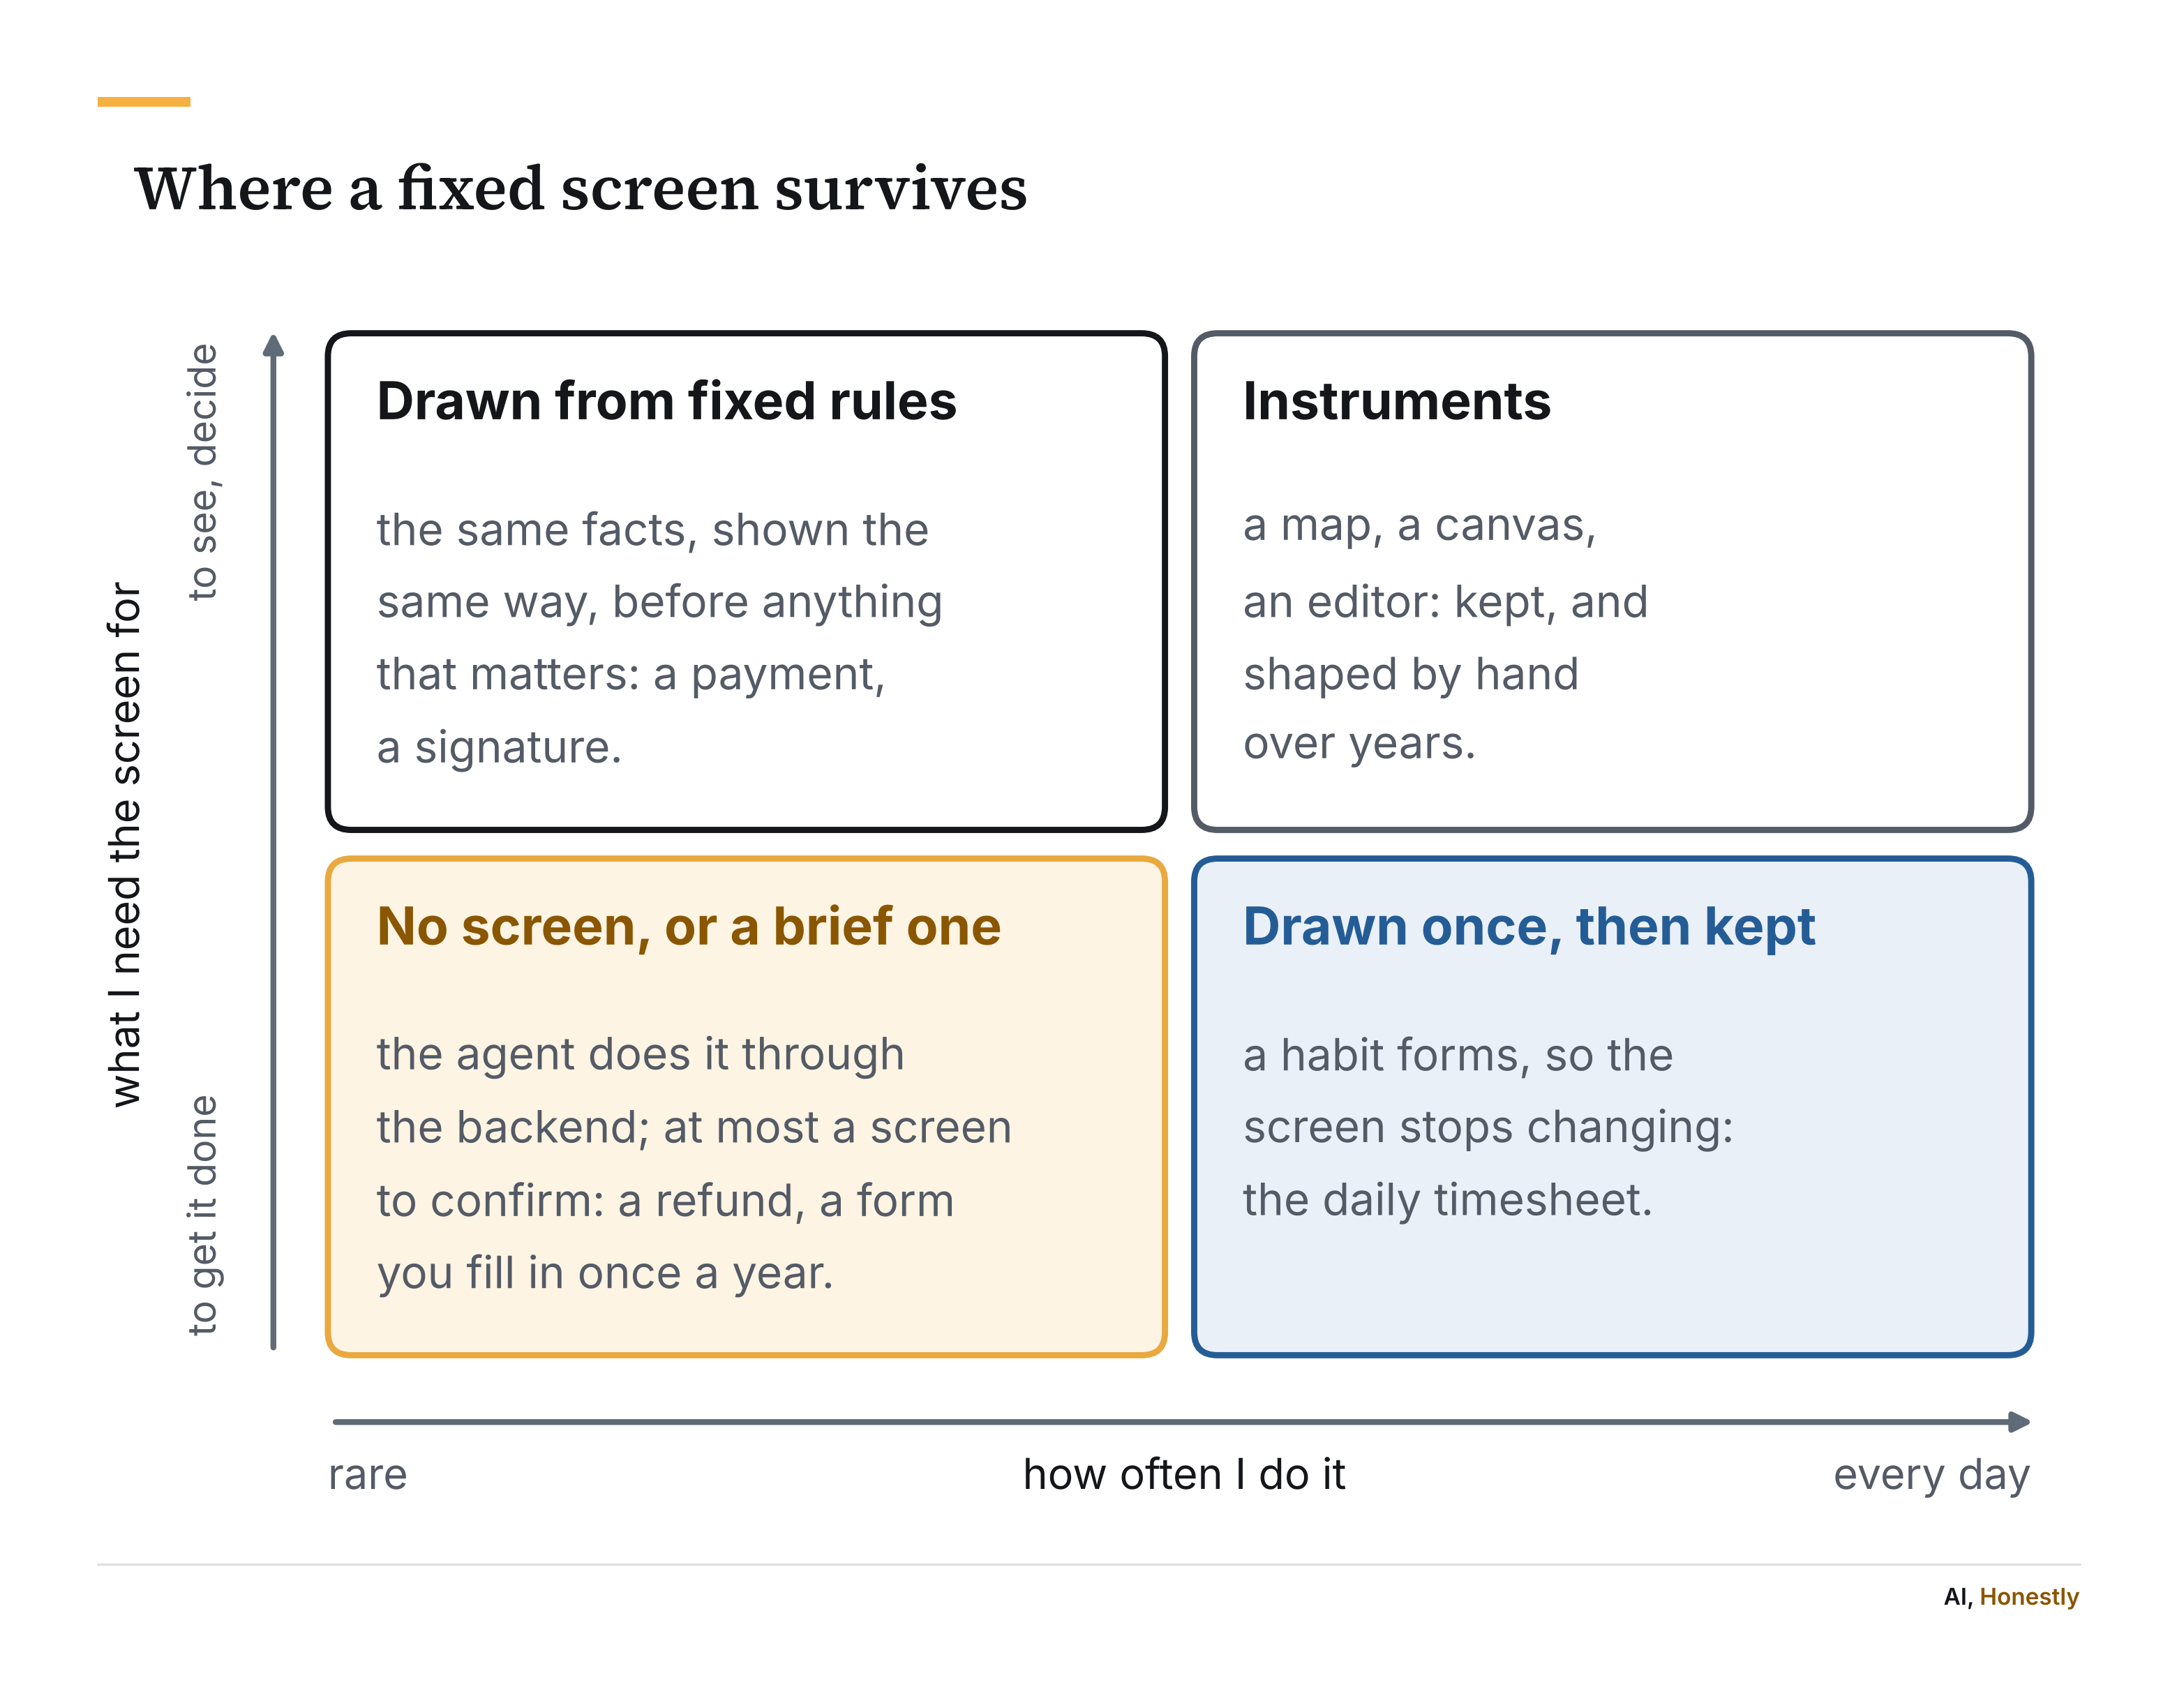 Where a fixed screen survives
what I need the screen for
to see, decide
to get it done
Drawn from fixed rules
the same facts, shown the
same way, before anything
that matters: a payment,
a signature.
Instruments
a map, a canvas,
an editor: kept, and
shaped by hand
over years.
No screen, or a brief one
the agent does it through
the backend; at most a screen
to confirm: a refund, a form
you fill in once a year.
Drawn once, then kept
a habit forms, so the
screen stops changing:
the daily timesheet.
rare
how often I do it
every day
AI, Honestly